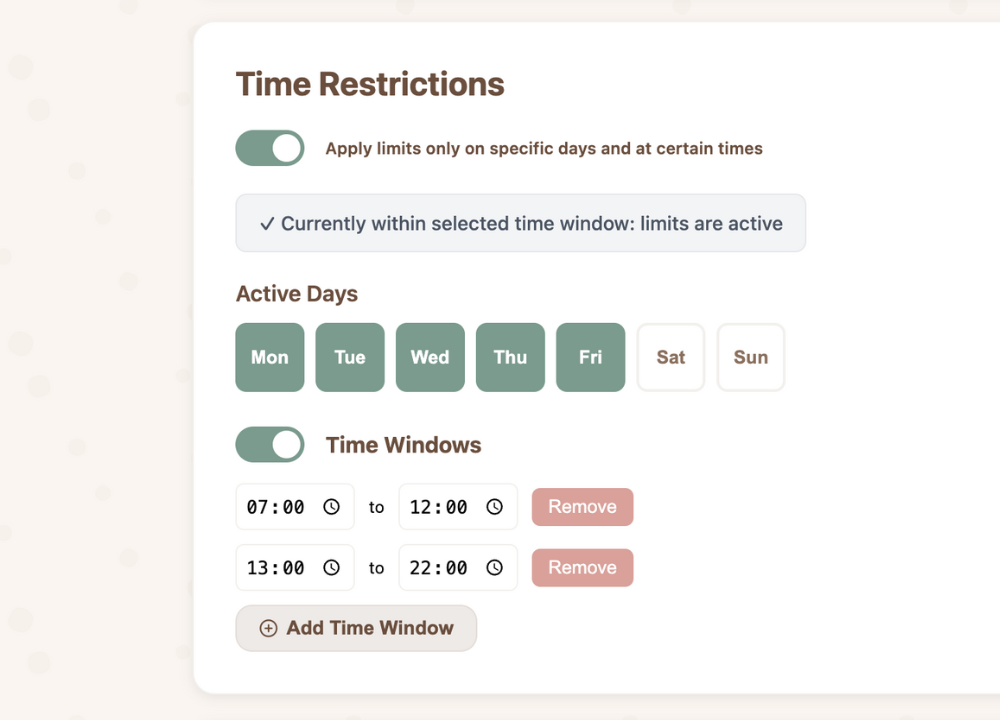 Time Restrictions
Apply limits only on specific days and at certain times
✓ Currently within selected time window: limits are active
Active Days
Mon Tue Wed Thu Fri Sat Sun
Time Windows
07:00 to 12:00 Remove
13:00 to 22:00 Remove
Add Time Window